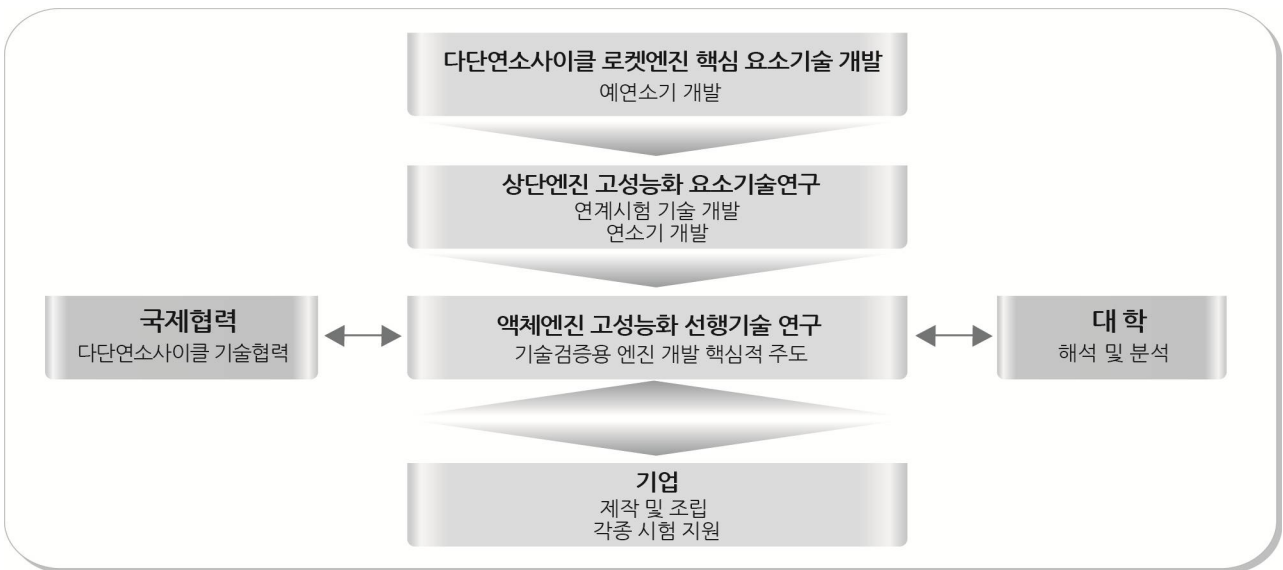 다단연소사이클 로켓엔진 핵심 요소기술 개발
예연소기 개발
상단엔진 고성능화 요소기술연구
연계시험 기술 개발
연소기 개발
국제협력
다단연소사이클 기술협력
액체엔진 고성능화 선행기술 연구
기술검증용 엔진 개발 핵심적 주도
대 학
해석 및 분석
기업
제작 및 조립
각종 시험 지원